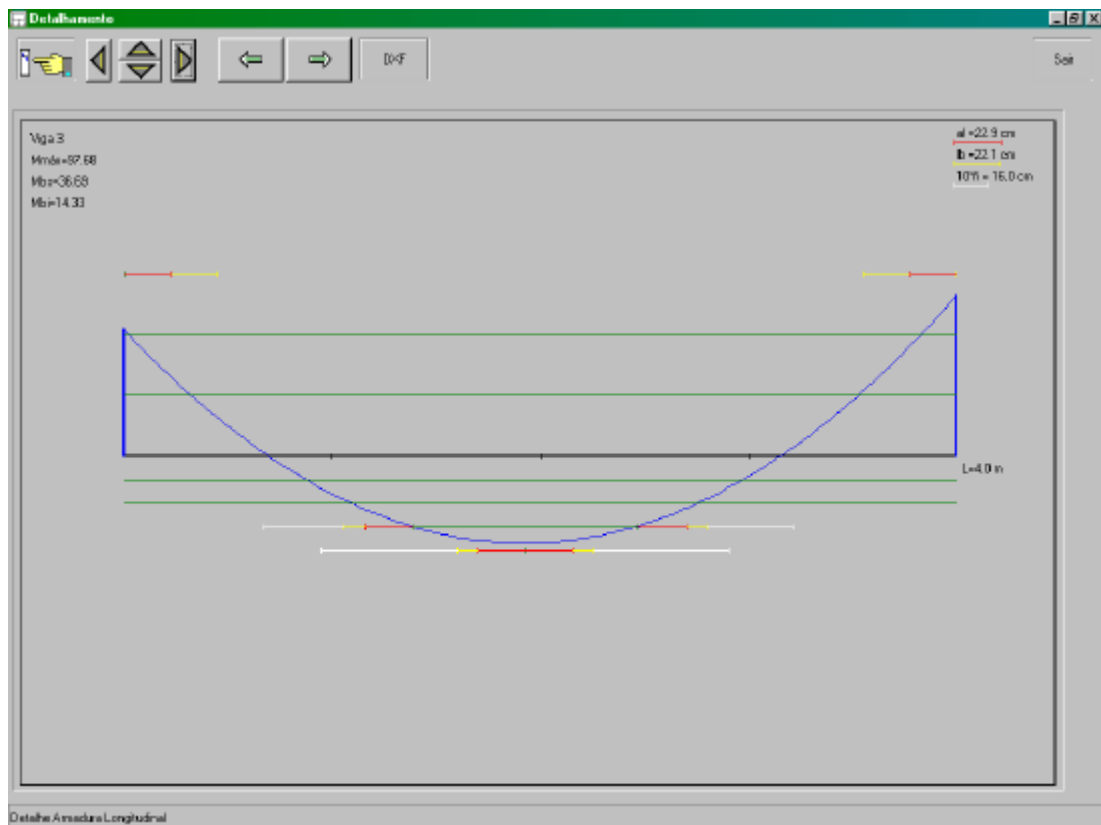 Detalhamento
DXF
Sair
Viga 3
Mmáx=97.68
Mbs=36.69
Mbi=14.33
al =22.9 cm
lb =22.1 cm
10*fi = 16.0 cm
L=4.0 m
Detalhe Armadura Longitudinal